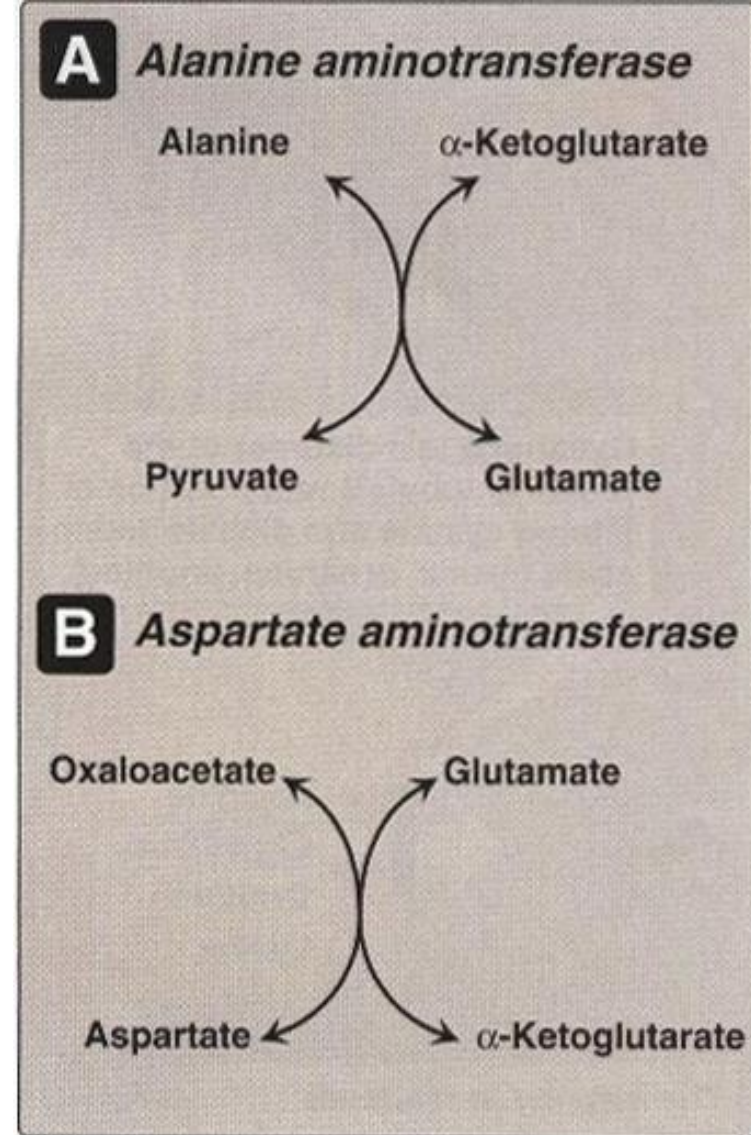 A Alanine aminotransferase
Alanine α-Ketoglutarate
Pyruvate Glutamate
B Aspartate aminotransferase
Oxaloacetate Glutamate
Aspartate α-Ketoglutarate